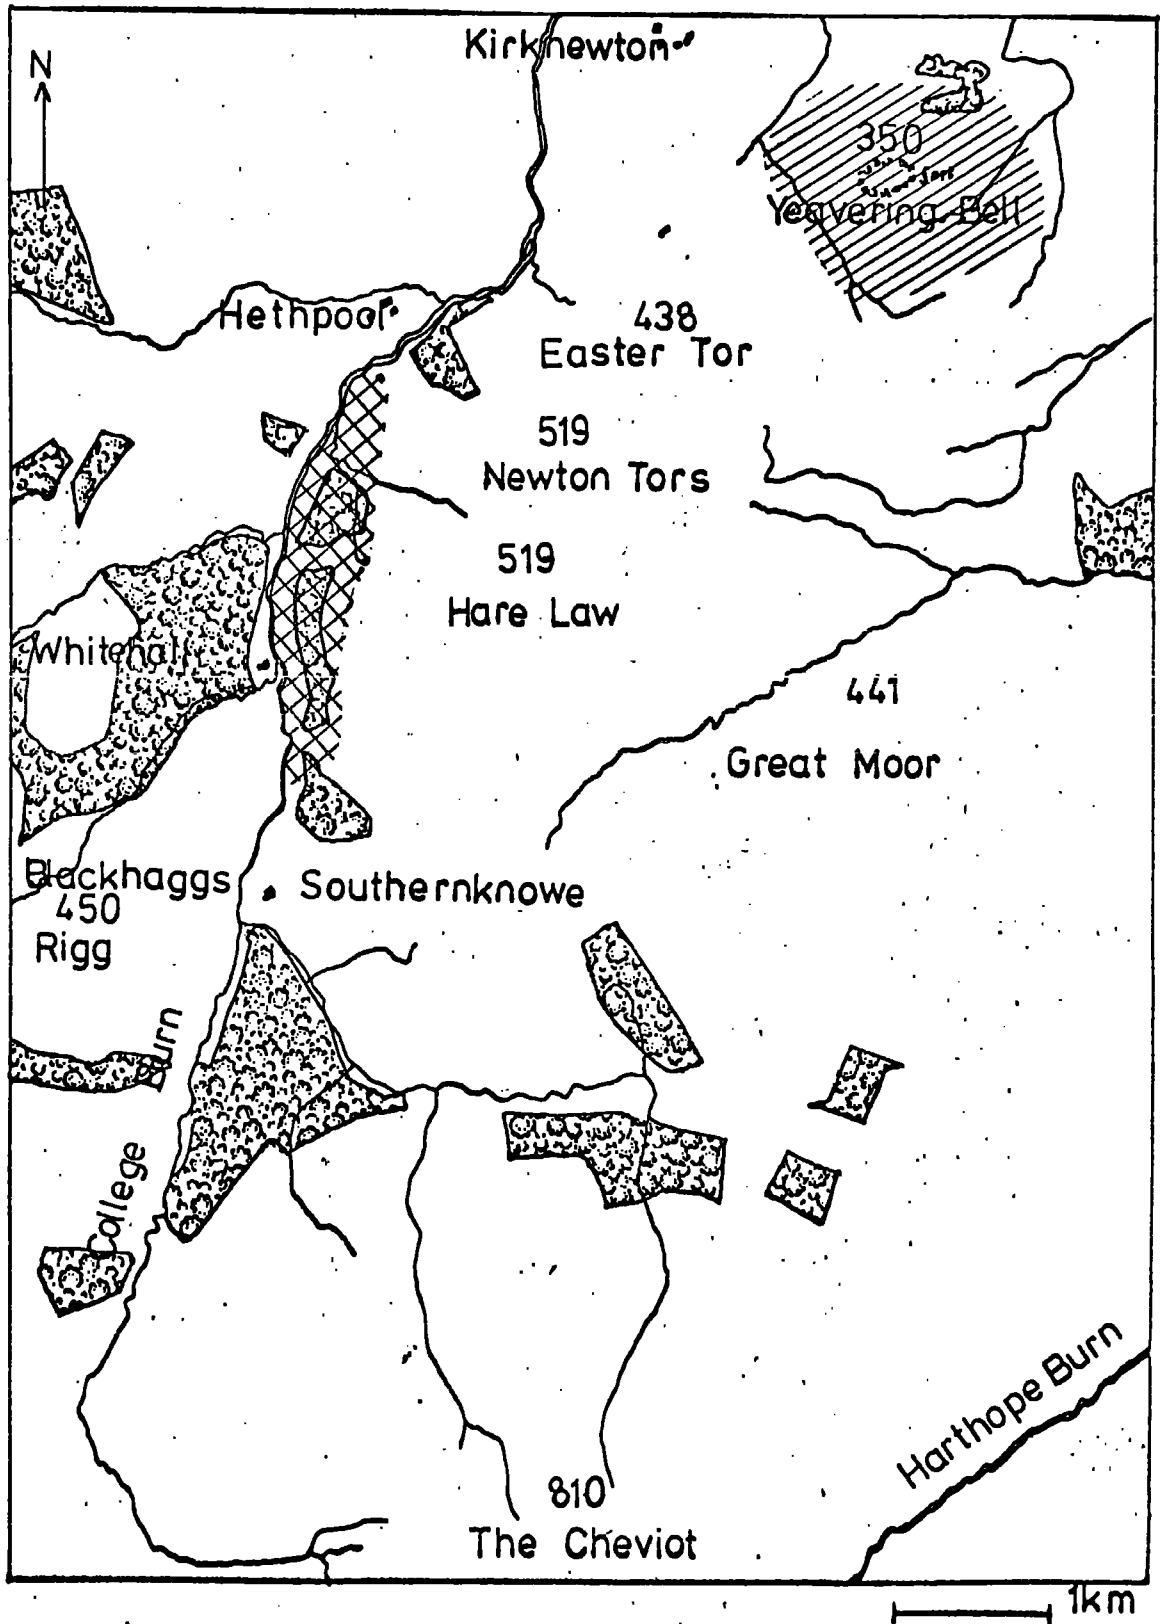 Kirknewton
N
350
fort
Yeavering Bell
Hethpool
438
Easter Tor
519
Newton Tors
519
Hare Law
Whitehall
441
Great Moor
Blackhaggs
450
Rigg
Southernknowe
College Burn
Harthope Burn
810
The Cheviot
1km